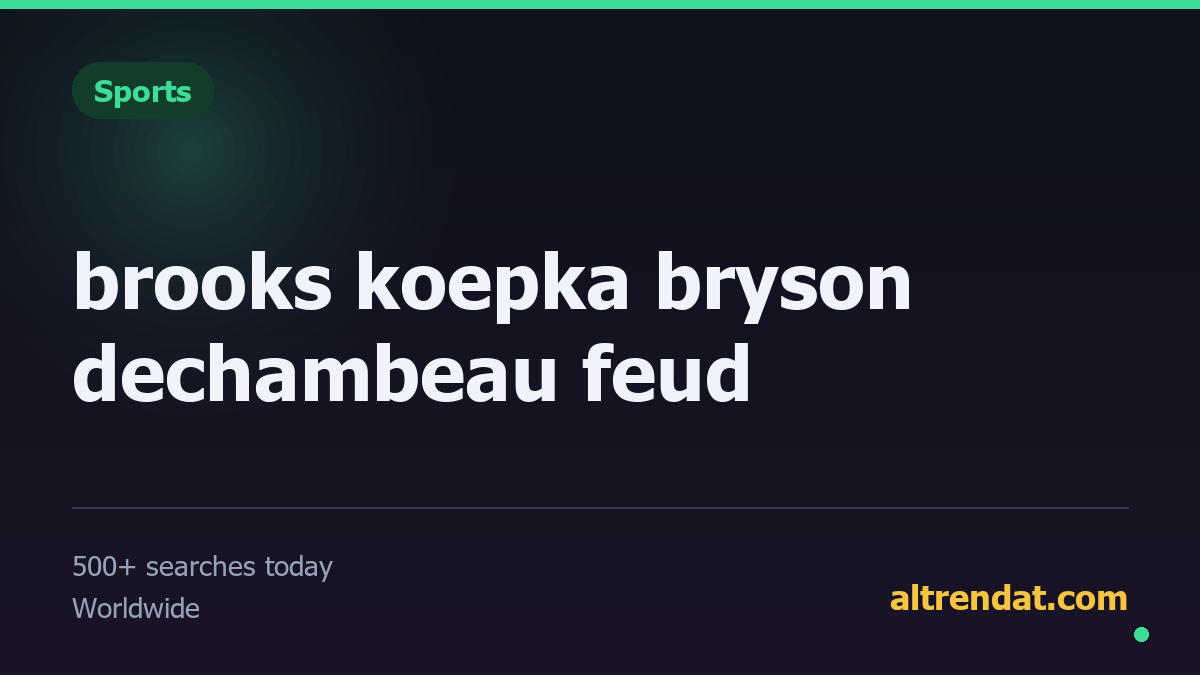 Sports
brooks koepka bryson
dechambeau feud
500+ searches today
Worldwide
altrendat.com